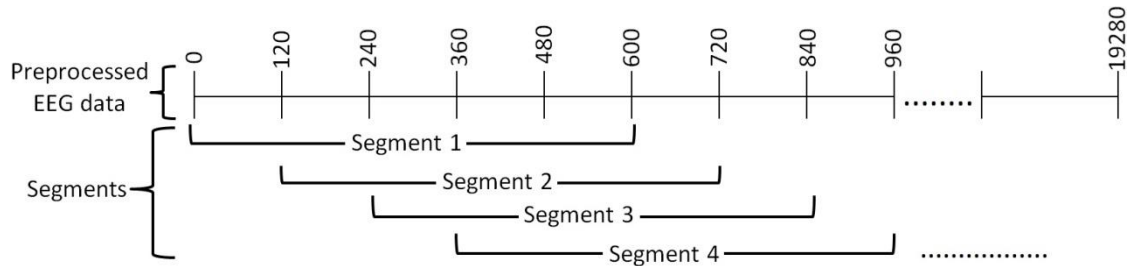 0 120 240 360 480 600 720 840 960 19280
Preprocessed
EEG data
Segment 1
Segment 2
Segments
Segment 3
Segment 4